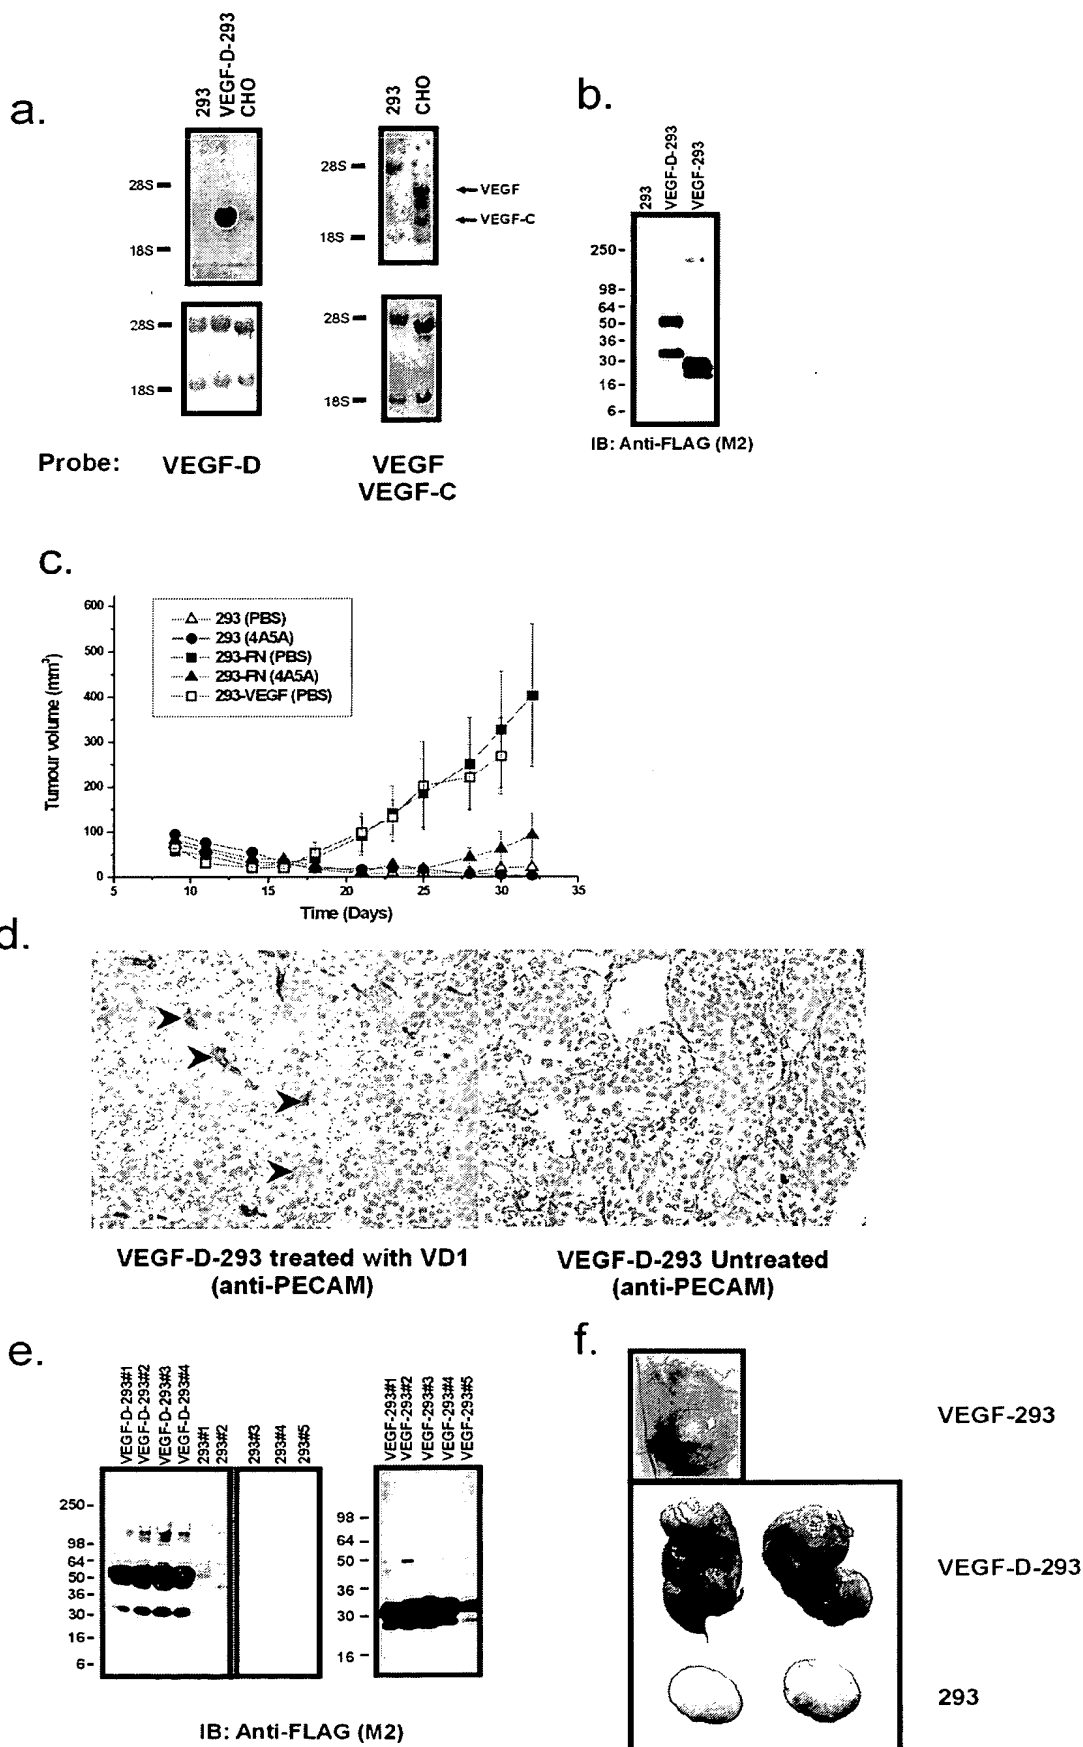 a.
293
VEGF-D-293
CHO
28S
18S
28S
18S
293
CHO
28S
VEGF
VEGF-C
18S
28S
18S
Probe:
VEGF-D
VEGF
VEGF-C
b.
293
VEGF-D-293
VEGF-293
250-
98-
64-
50-
36-
30-
16-
6-
IB: Anti-FLAG (M2)
c.
Tumour volume (mm³)
600
500
400
300
200
100
0
293 (PBS)
293 (4A5A)
293-FN (PBS)
293-FN (4A5A)
293-VEGF (PBS)
5 10 15 20 25 30 35
Time (Days)
d.
VEGF-D-293 treated with VD1
(anti-PECAM)
VEGF-D-293 Untreated
(anti-PECAM)
e.
VEGF-D-293#1
VEGF-D-293#2
VEGF-D-293#3
VEGF-D-293#4
293#1
293#2
293#3
293#4
293#5
250-
98-
64-
50-
36-
30-
16-
6-
VEGF-293#1
VEGF-293#2
VEGF-293#3
VEGF-293#4
VEGF-293#5
98-
64-
50-
36-
30-
16-
IB: Anti-FLAG (M2)
f.
VEGF-293
VEGF-D-293
293